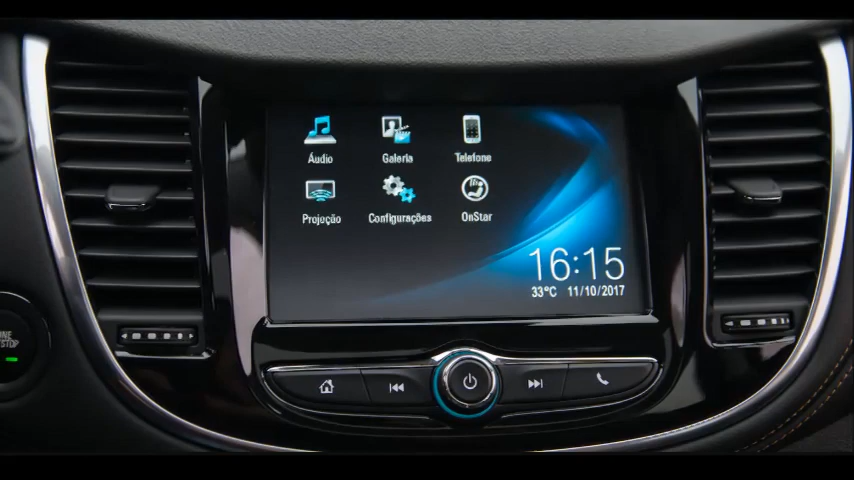 Áudio
Galeria
Telefone
Projeção
Configurações
OnStar
16:15
33°C 11/10/2017